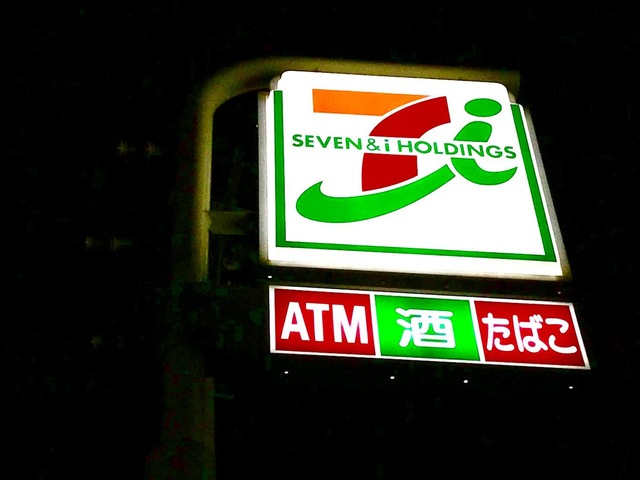 SEVEN & i HOLDINGS
ATM 酒 たばこ